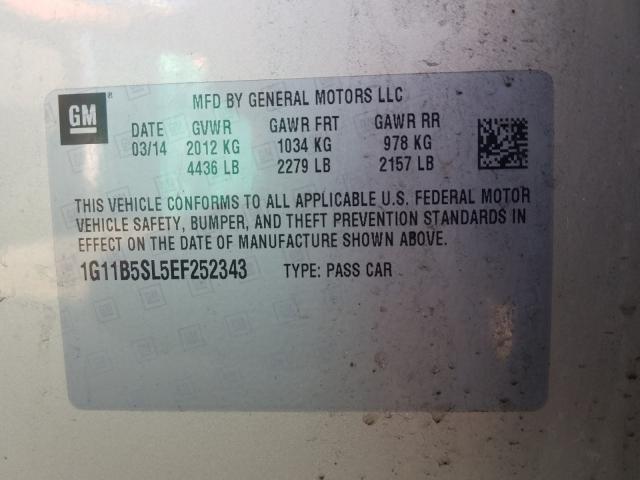 GM ®
MFD BY GENERAL MOTORS LLC
DATE GVWR GAWR FRT GAWR RR
03/14 2012 KG 1034 KG 978 KG
4436 LB 2279 LB 2157 LB
THIS VEHICLE CONFORMS TO ALL APPLICABLE U.S. FEDERAL MOTOR
VEHICLE SAFETY, BUMPER, AND THEFT PREVENTION STANDARDS IN
EFFECT ON THE DATE OF MANUFACTURE SHOWN ABOVE.
1G11B5SL5EF252343 TYPE: PASS CAR